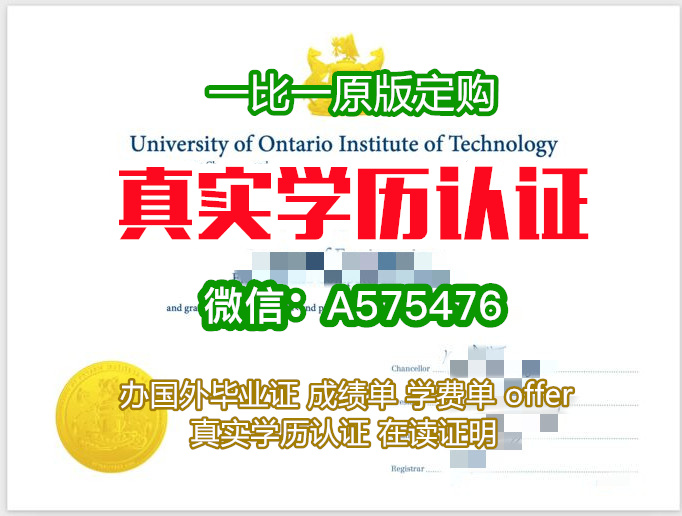 一比一原版定购
University of Ontario Institute of Technology
真实学历认证
微信：A575476
and gra
Chancellor
办国外毕业证 成绩单 学费单 offer
真实学历认证 在读证明
Registrar